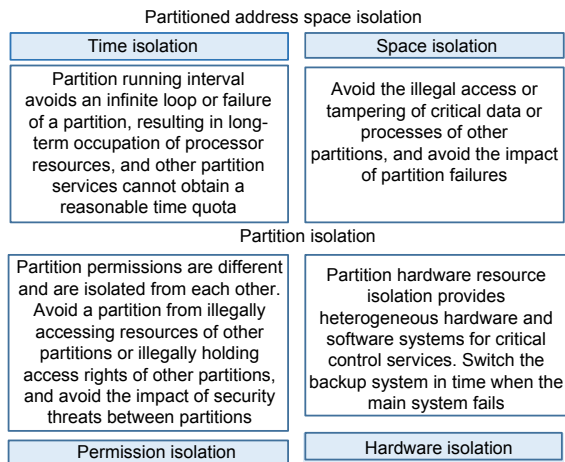 Partitioned address space isolation
Time isolation
Partition running interval
avoids an infinite loop or failure
of a partition, resulting in long-
term occupation of processor
resources, and other partition
services cannot obtain a
reasonable time quota
Space isolation
Avoid the illegal access or
tampering of critical data or
processes of other
partitions, and avoid the impact
of partition failures
Partition isolation
Partition permissions are different
and are isolated from each other.
Avoid a partition from illegally
accessing resources of other
partitions or illegally holding
access rights of other partitions,
and avoid the impact of security
threats between partitions
Permission isolation
Partition hardware resource
isolation provides
heterogeneous hardware and
software systems for critical
control services. Switch the
backup system in time when the
main system fails
Hardware isolation